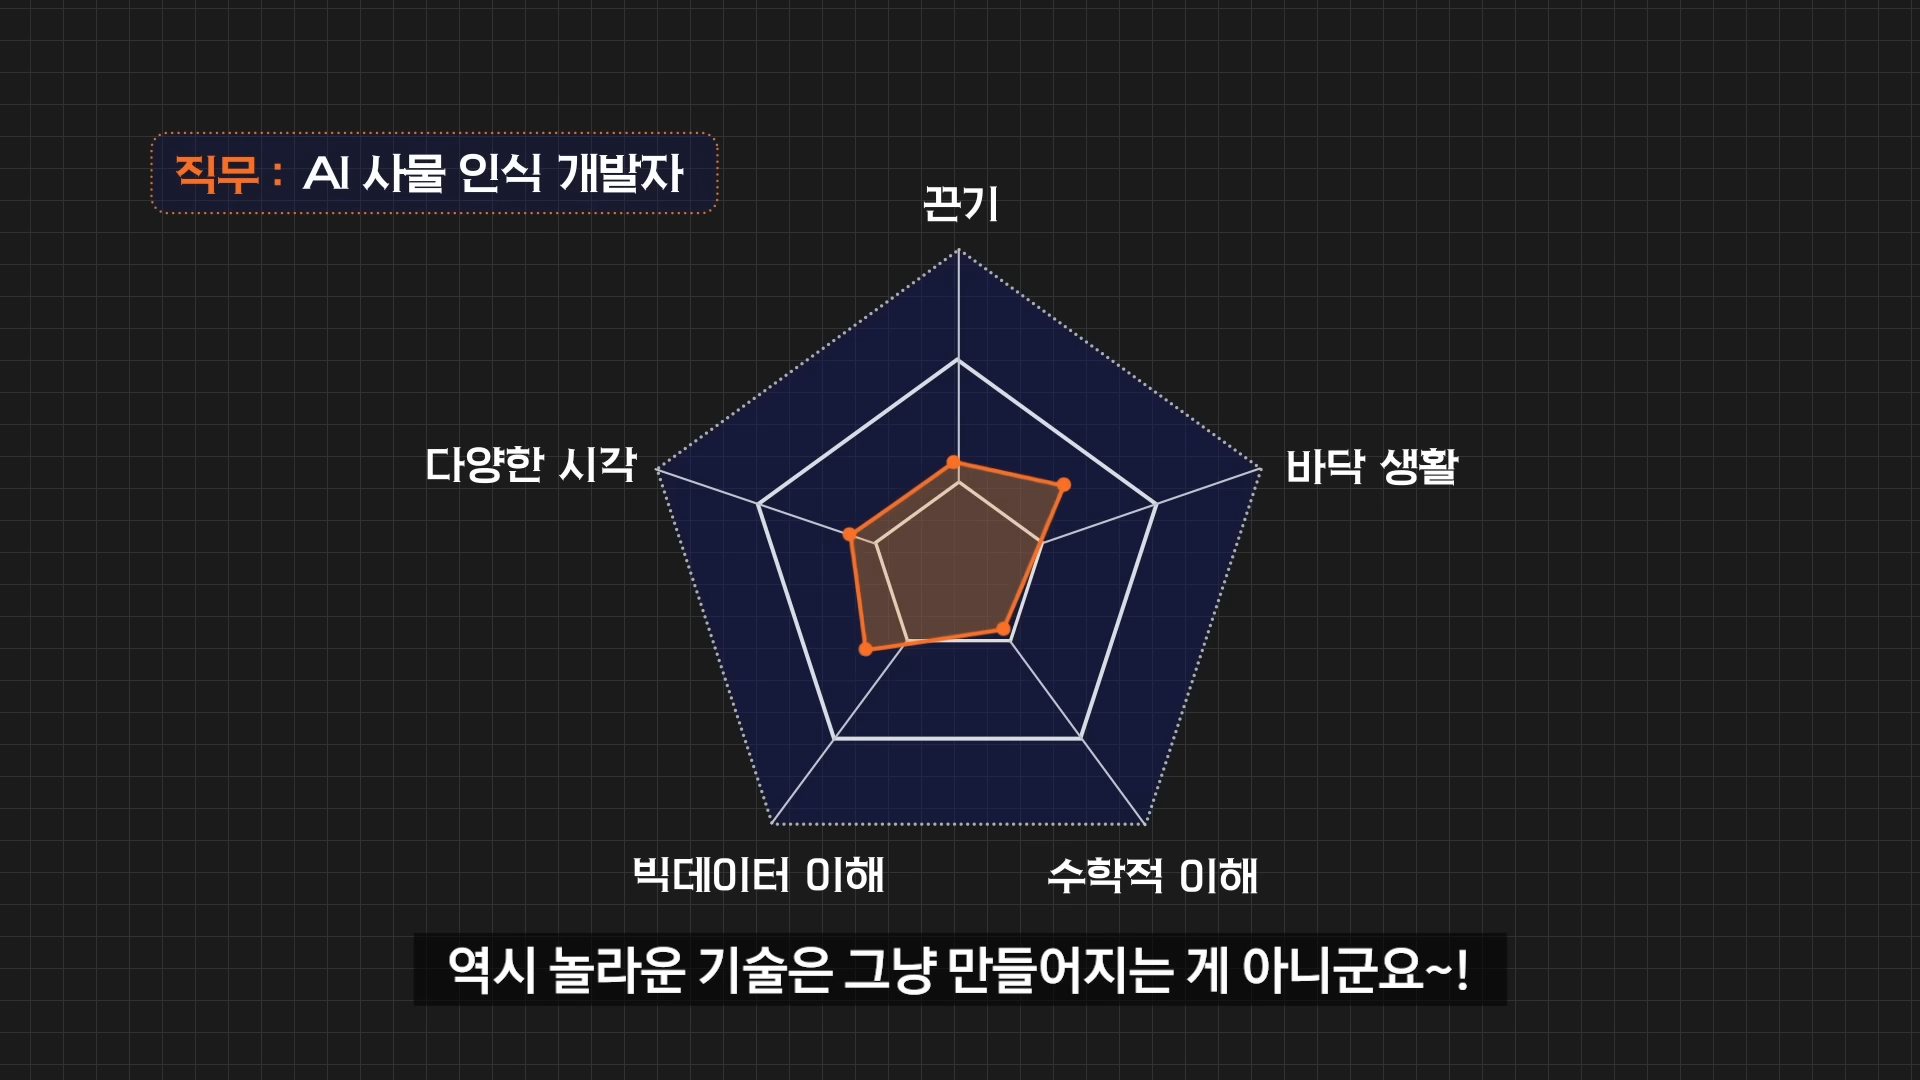 직무 : AI 사물 인식 개발자
끈기
다양한 시각
바닥 생활
빅데이터 이해
수학적 이해
역시 놀라운 기술은 그냥 만들어지는 게 아니군요~!